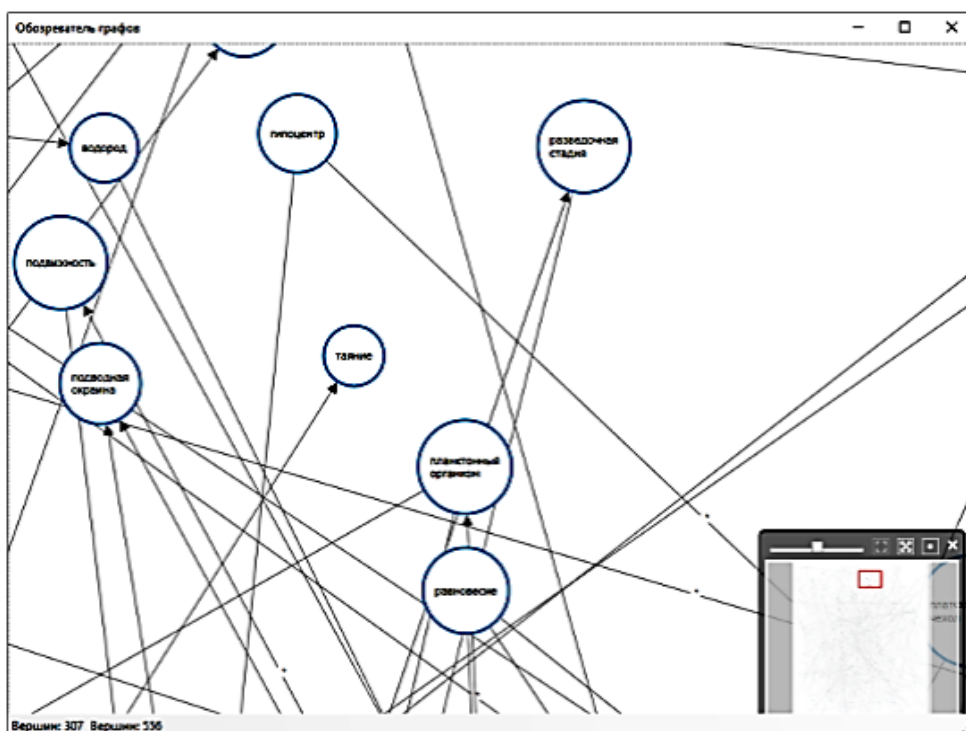 Обозреватель графов
водород
гипоцентр
разведочная
стадия
подвижность
таяние
подводная
окраина
планктонный
организм
равновесие
Вершин: 307 Вершин: 536